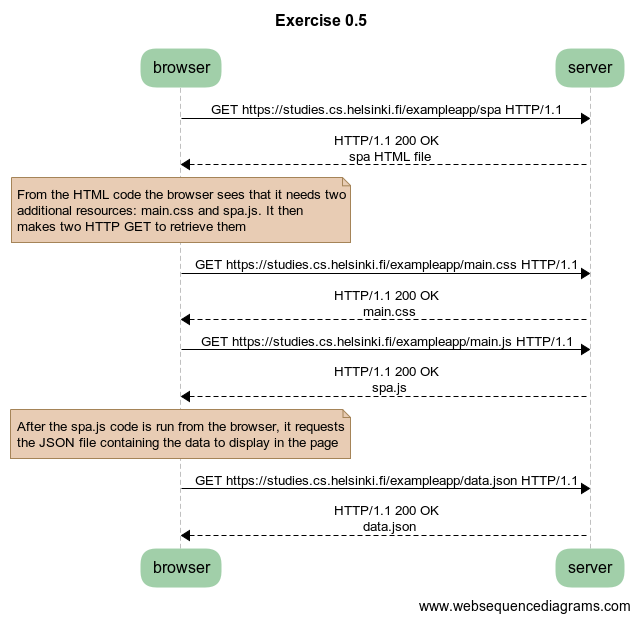 Exercise 0.5
browser
server
GET https://studies.cs.helsinki.fi/exampleapp/spa HTTP/1.1
HTTP/1.1 200 OK
spa HTML file
From the HTML code the browser sees that it needs two
additional resources: main.css and spa.js. It then
makes two HTTP GET to retrieve them
GET https://studies.cs.helsinki.fi/exampleapp/main.css HTTP/1.1
HTTP/1.1 200 OK
main.css
GET https://studies.cs.helsinki.fi/exampleapp/main.js HTTP/1.1
HTTP/1.1 200 OK
spa.js
After the spa.js code is run from the browser, it requests
the JSON file containing the data to display in the page
GET https://studies.cs.helsinki.fi/exampleapp/data.json HTTP/1.1
HTTP/1.1 200 OK
data.json
browser
server
www.websequencediagrams.com